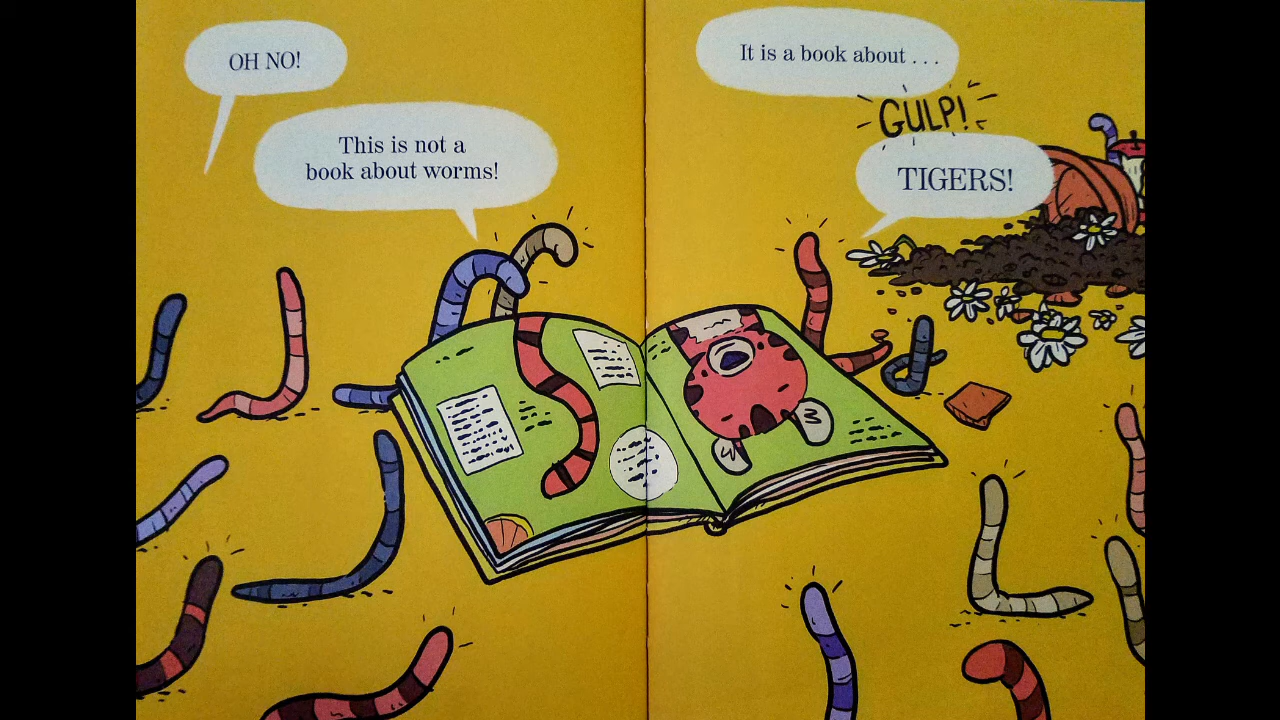 OH NO!
This is not a
book about worms!
It is a book about . . .
GULP!
TIGERS!